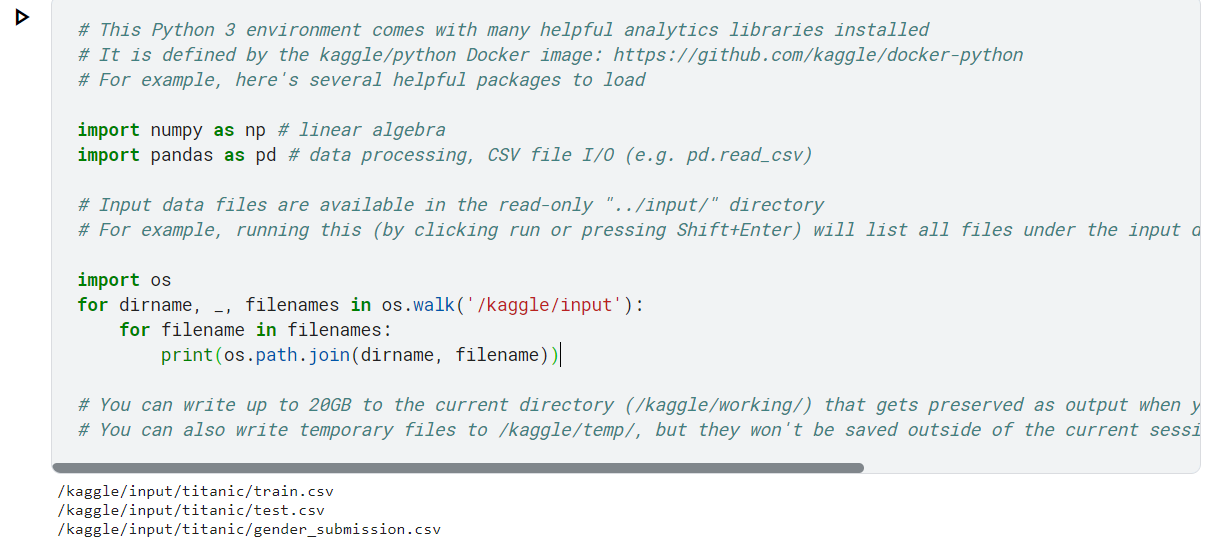 # This Python 3 environment comes with many helpful analytics libraries installed
# It is defined by the kaggle/python Docker image: https://github.com/kaggle/docker-python
# For example, here's several helpful packages to load
import numpy as np # linear algebra
import pandas as pd # data processing, CSV file I/O (e.g. pd.read_csv)
# Input data files are available in the read-only "../input/" directory
# For example, running this (by clicking run or pressing Shift+Enter) will list all files under the input
import os
for dirname, _, filenames in os.walk('/kaggle/input'):
    for filename in filenames:
        print(os.path.join(dirname, filename))
# You can write up to 20GB to the current directory (/kaggle/working/) that gets preserved as output when
# You can also write temporary files to /kaggle/temp/, but they won't be saved outside of the current
/kaggle/input/titanic/train.csv
/kaggle/input/titanic/test.csv
/kaggle/input/titanic/gender_submission.csv